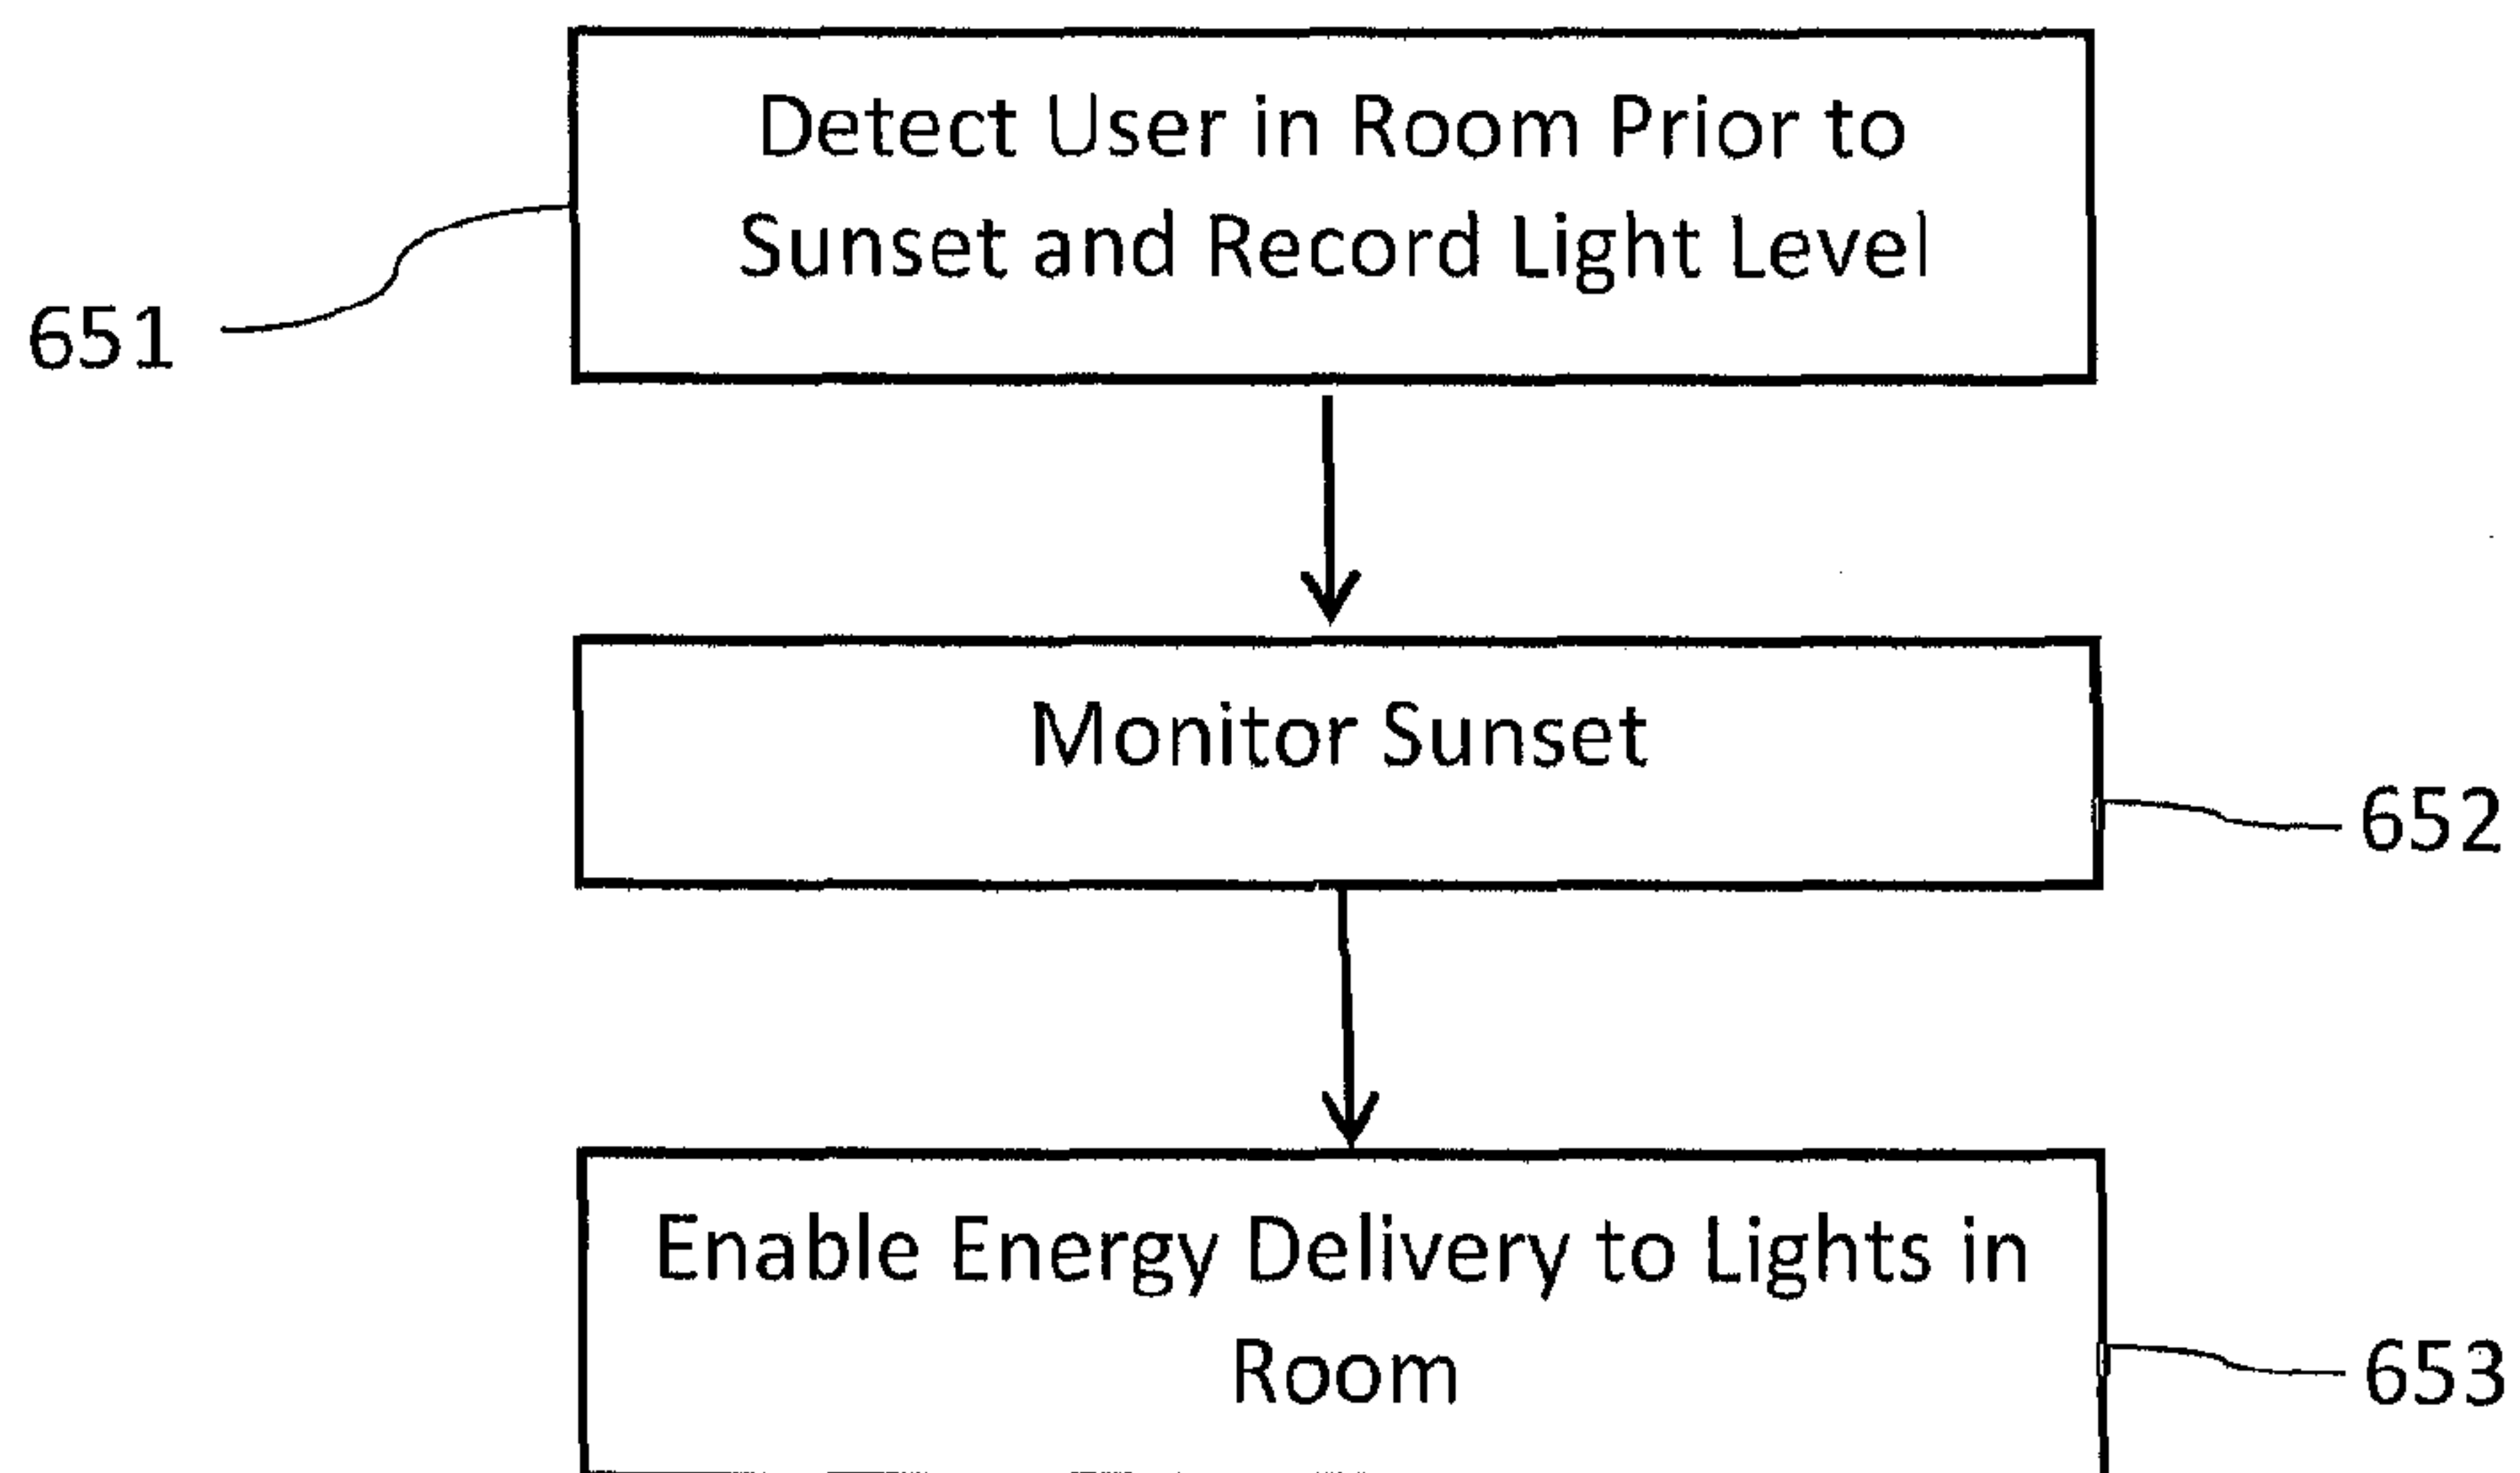 Detect User in Room Prior to
Sunset and Record Light Level
651
Monitor Sunset
652
Enable Energy Delivery to Lights in
Room
653